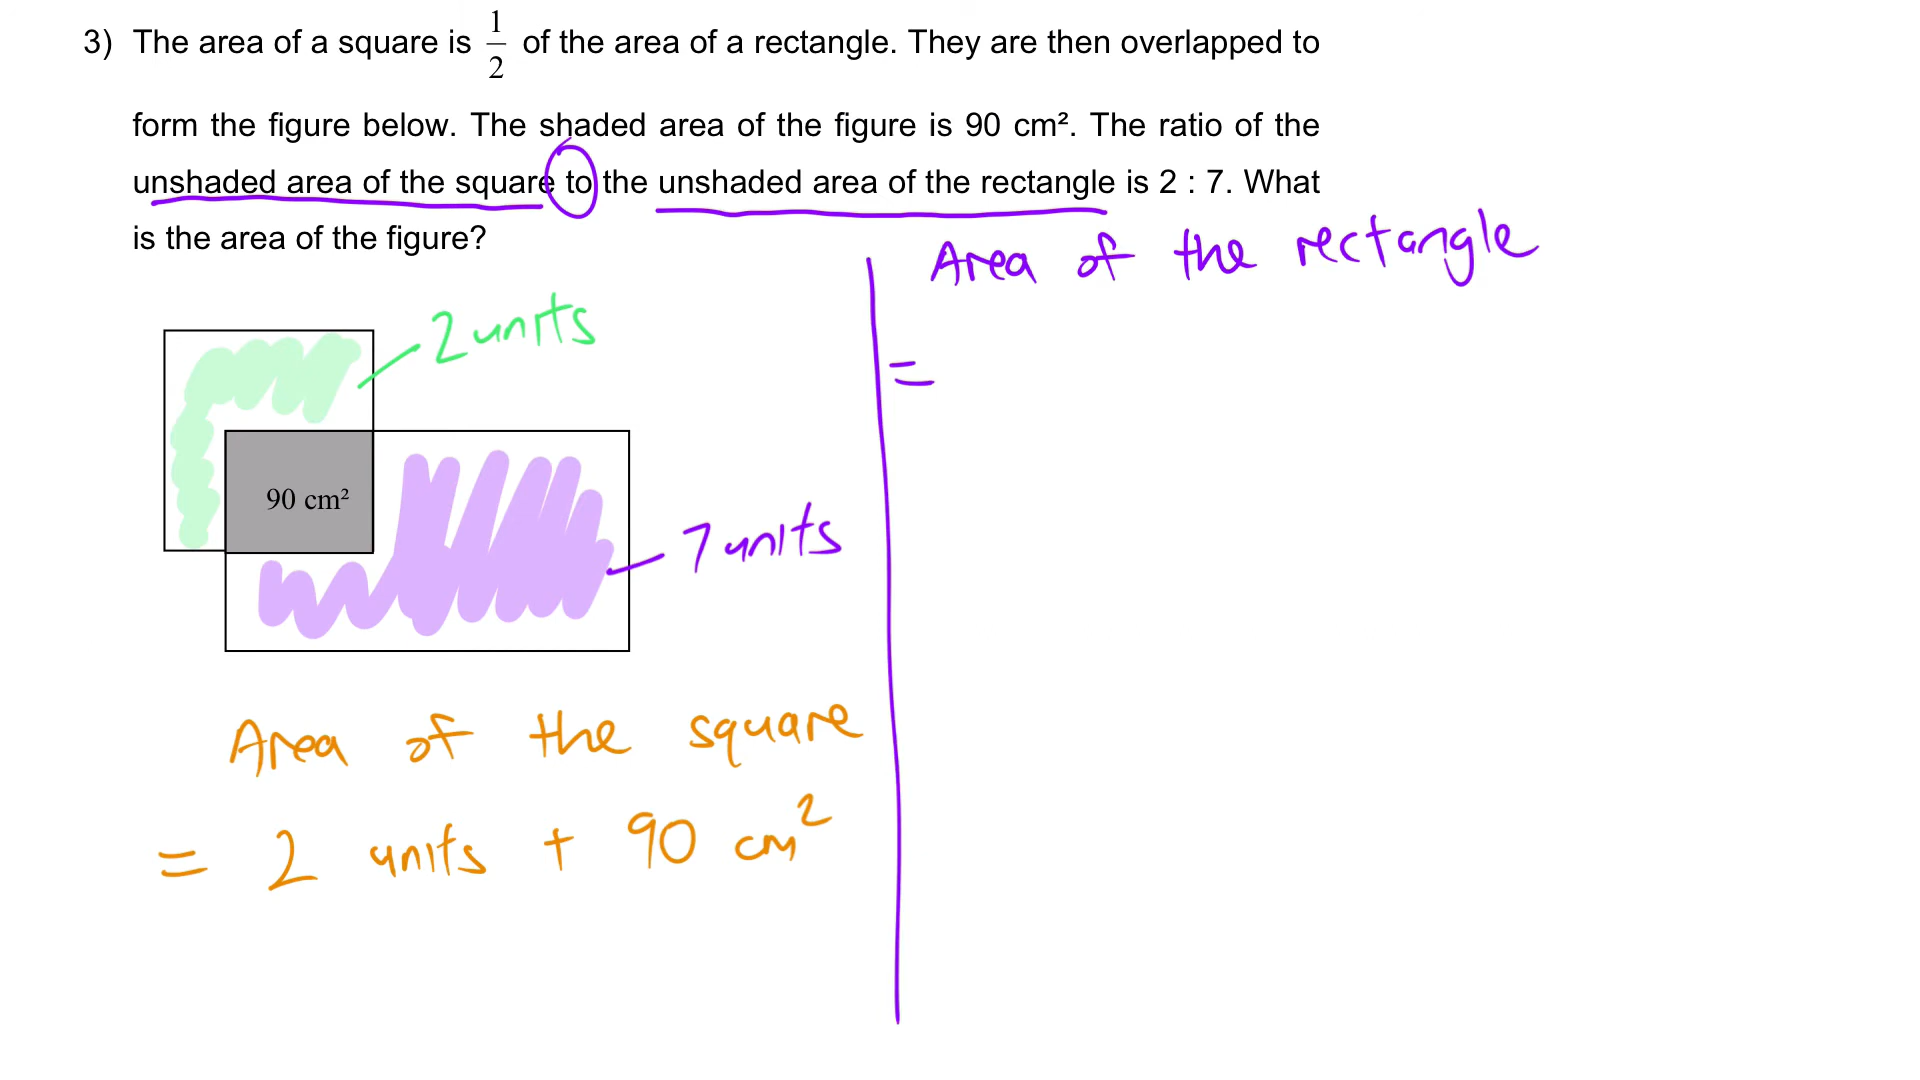 3) The area of a square is 1/2 of the area of a rectangle. They are then overlapped to
form the figure below. The shaded area of the figure is 90 cm². The ratio of the
unshaded area of the square to the unshaded area of the rectangle is 2 : 7. What
is the area of the figure?
Area of the rectangle
=
2 units
90 cm²
7 units
Area of the square
= 2 units + 90 cm²